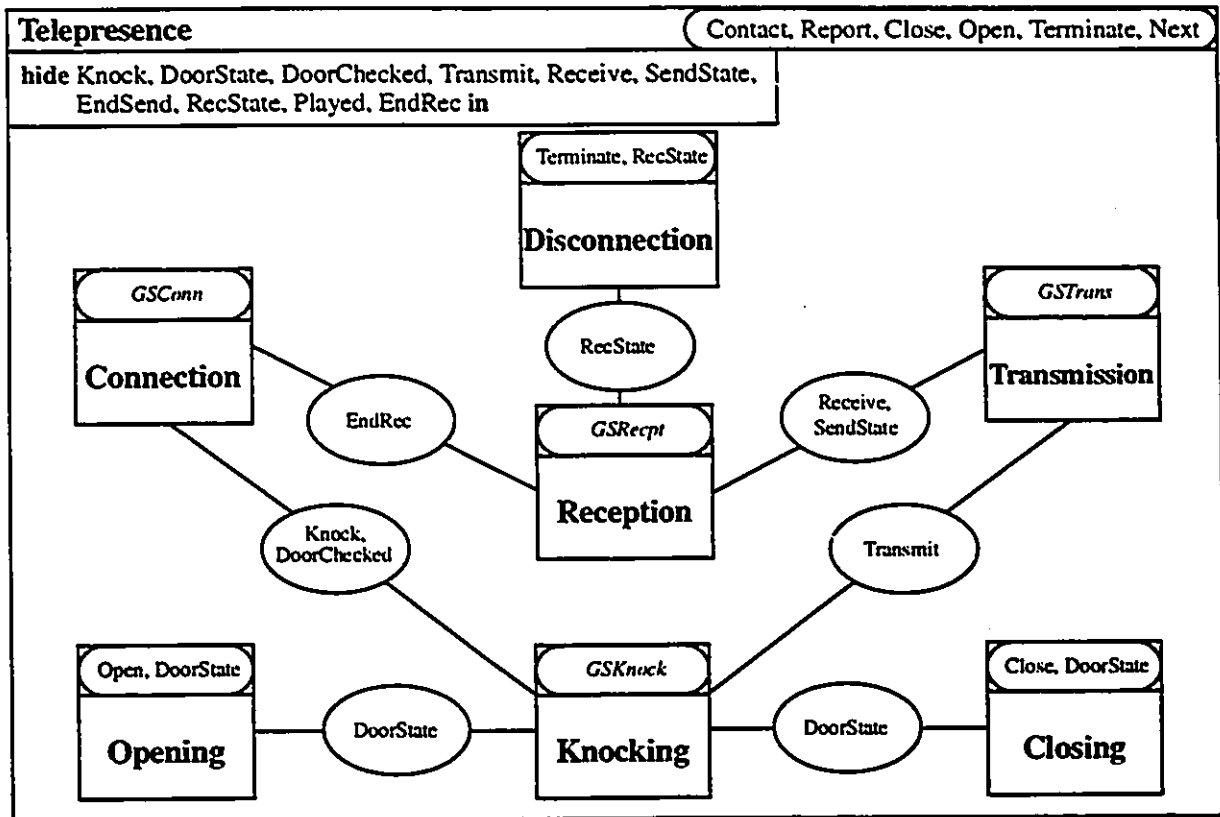 Telepresence
Contact, Report, Close, Open, Terminate, Next
hide Knock, DoorState, DoorChecked, Transmit, Receive, SendState,
EndSend, RecState, Played, EndRec in
Terminate, RecState
Disconnection
GSConn
Connection
GSTrans
Transmission
RecState
EndRec
Receive,
SendState
GSRecpt
Reception
Knock,
DoorChecked
Transmit
Open, DoorState
Opening
DoorState
GSKnock
Knocking
DoorState
Close, DoorState
Closing